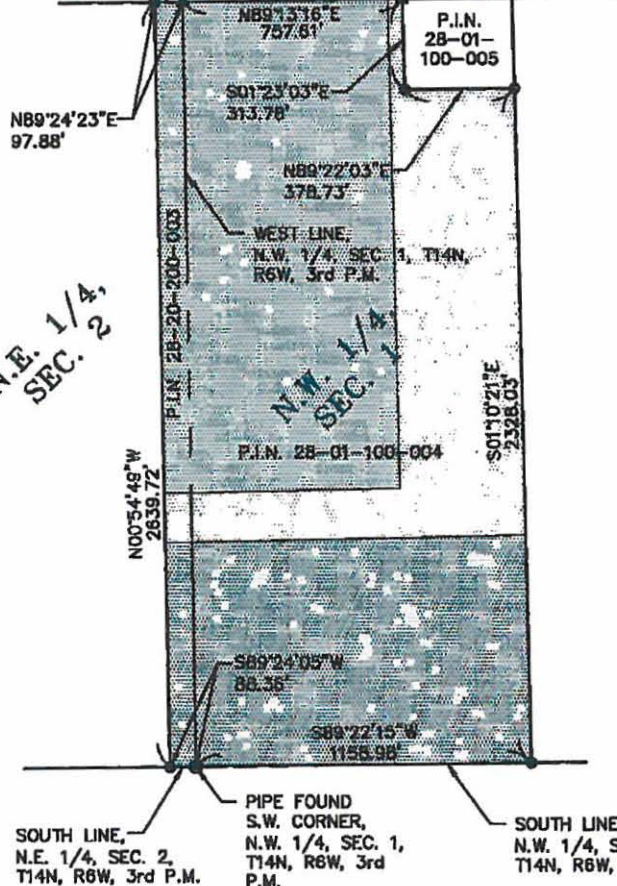 N89°13'16"E
757.61'
P.I.N.
28-01-
100-005
S01°23'03"E
313.78'
N89°24'23"E
97.88'
N89°22'03"E
378.73'
WEST LINE,
N.W. 1/4, SEC. 1, T14N,
R6W, 3rd P.M.
P.I.N. 28-20-200-003
N.E. 1/4,
SEC. 2
N.W. 1/4,
SEC. 1
P.I.N. 28-01-100-004
S01°10'21"E
2328.03'
N00°54'49"W
2639.72'
S89°24'05"W
88.36'
S89°22'15"W
1156.98'
SOUTH LINE,
N.E. 1/4, SEC. 2,
T14N, R6W, 3rd P.M.
PIPE FOUND
S.W. CORNER,
N.W. 1/4, SEC. 1,
T14N, R6W, 3rd
P.M.
SOUTH LINE
N.W. 1/4, S
T14N, R6W,